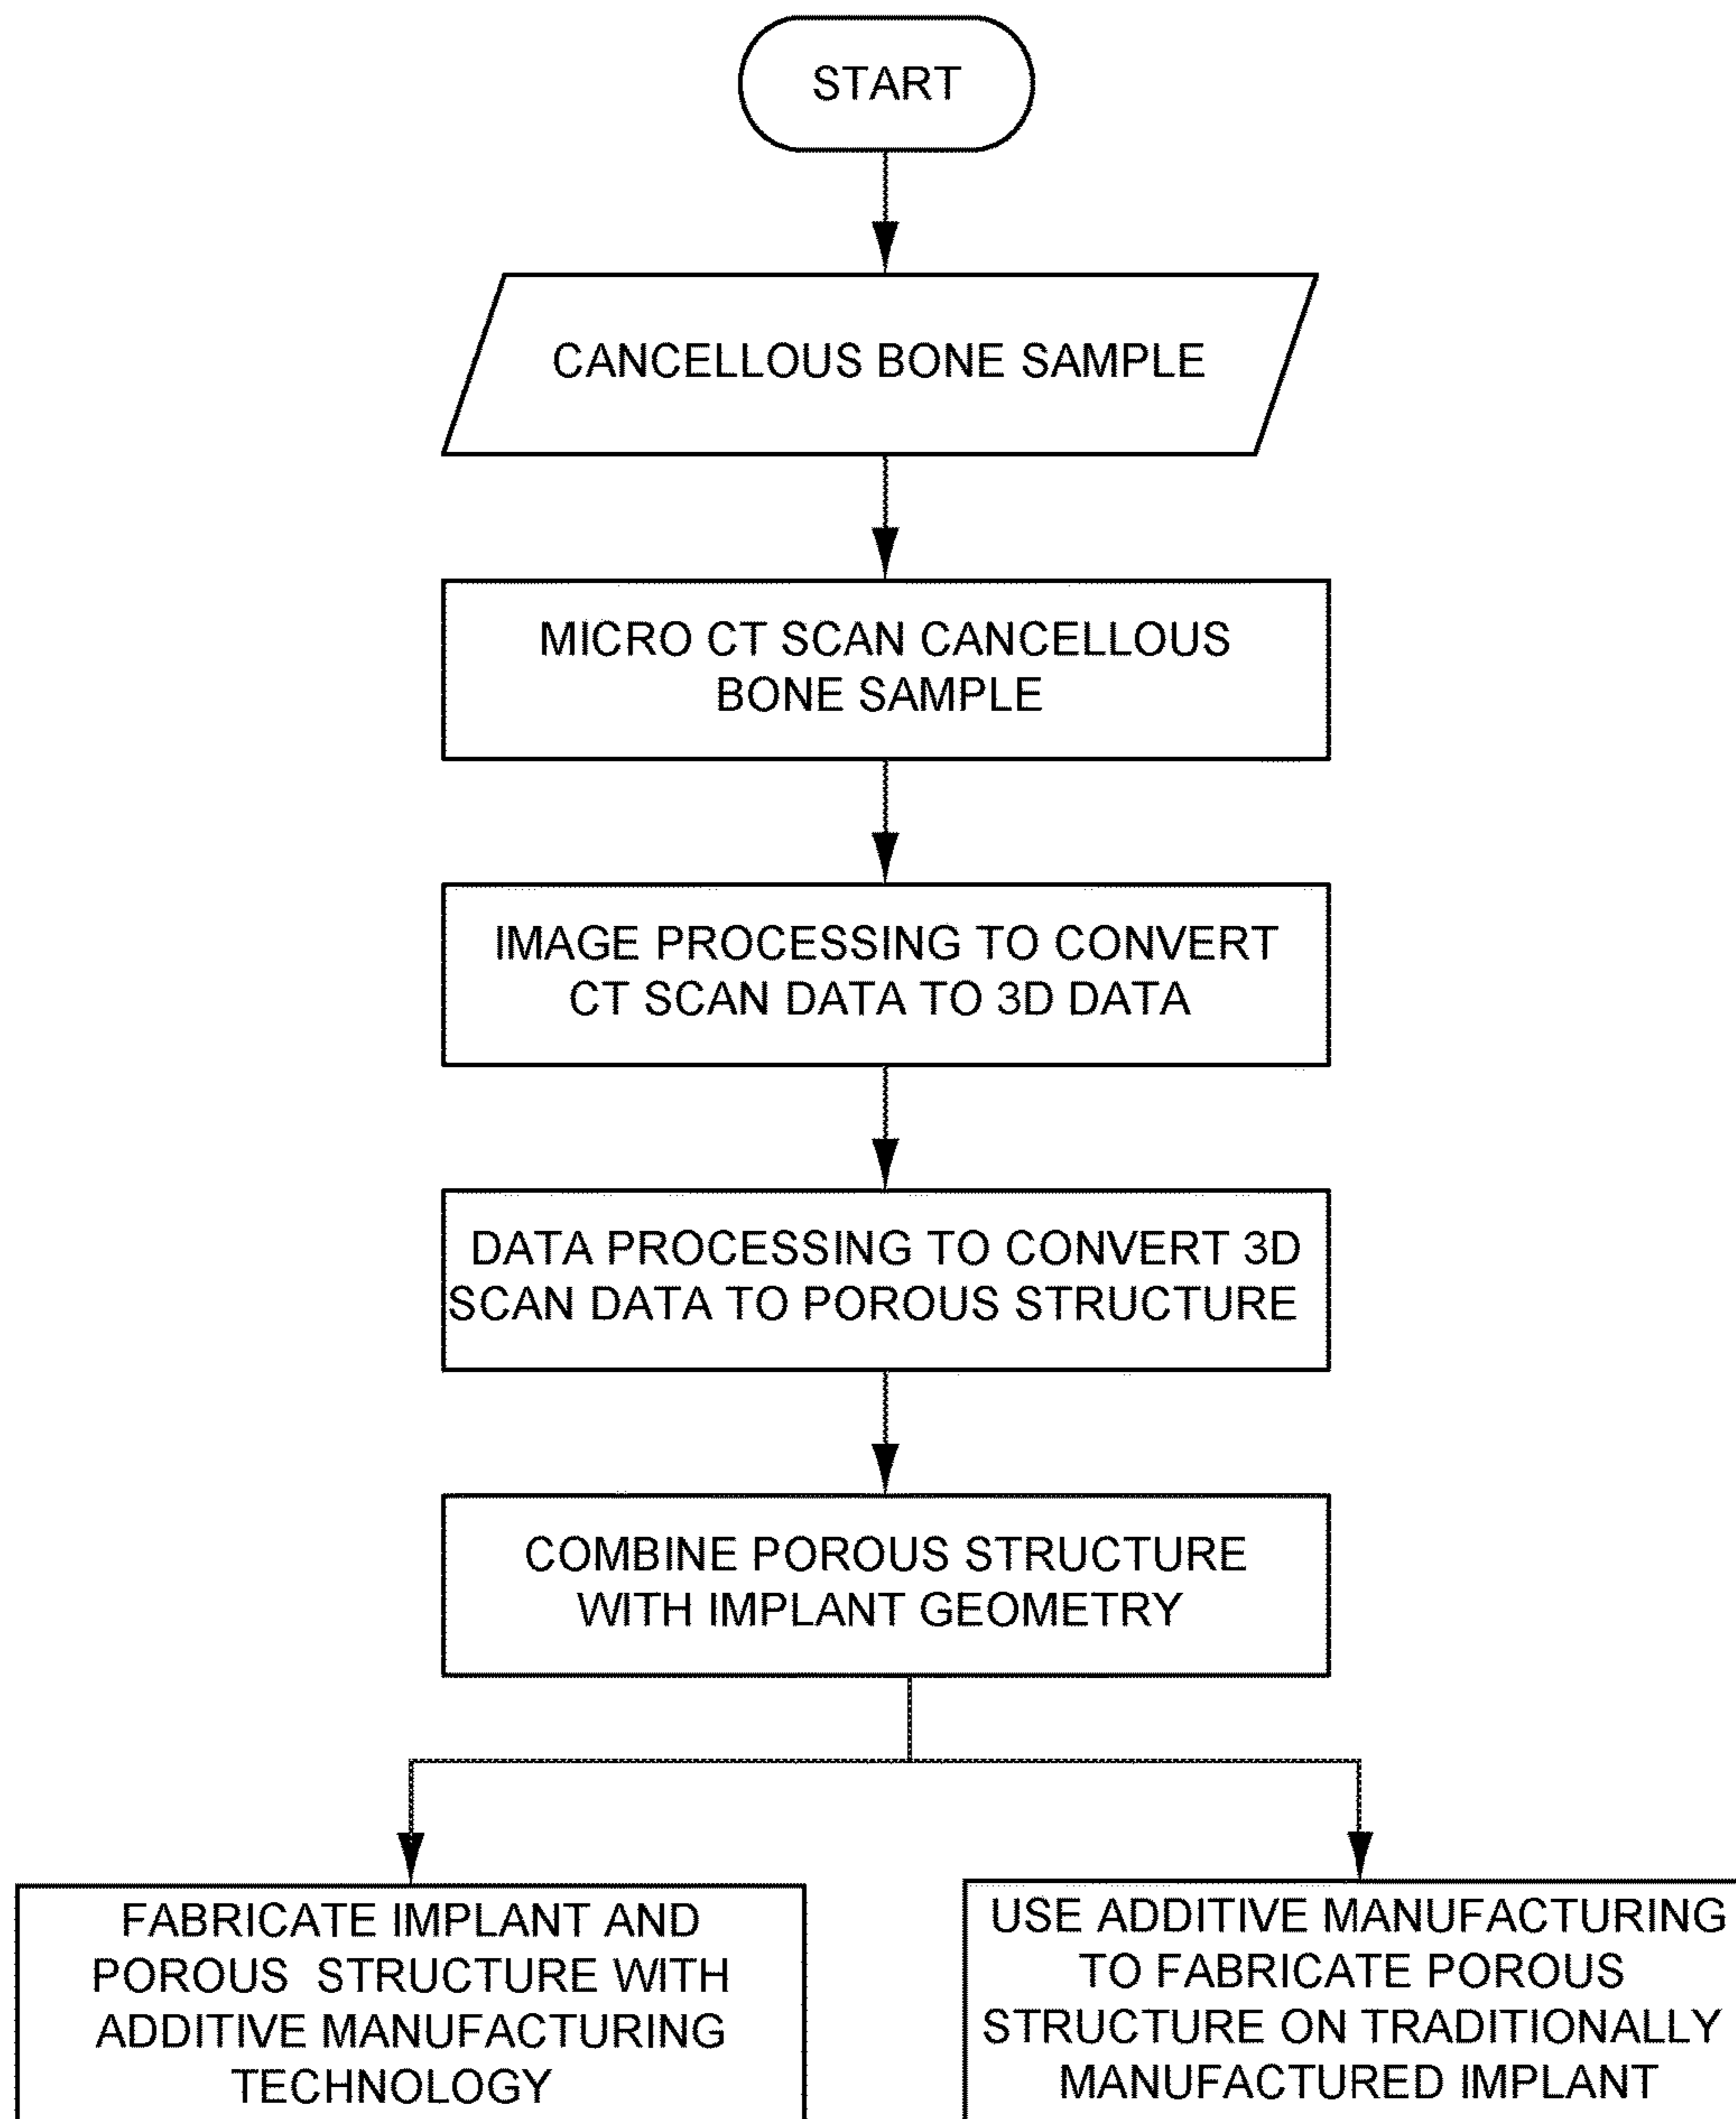 START
CANCELLOUS BONE SAMPLE
MICRO CT SCAN CANCELLOUS
BONE SAMPLE
IMAGE PROCESSING TO CONVERT
CT SCAN DATA TO 3D DATA
DATA PROCESSING TO CONVERT 3D
SCAN DATA TO POROUS STRUCTURE
COMBINE POROUS STRUCTURE
WITH IMPLANT GEOMETRY
FABRICATE IMPLANT AND
POROUS STRUCTURE WITH
ADDITIVE MANUFACTURING
TECHNOLOGY
USE ADDITIVE MANUFACTURING
TO FABRICATE POROUS
STRUCTURE ON TRADITIONALLY
MANUFACTURED IMPLANT